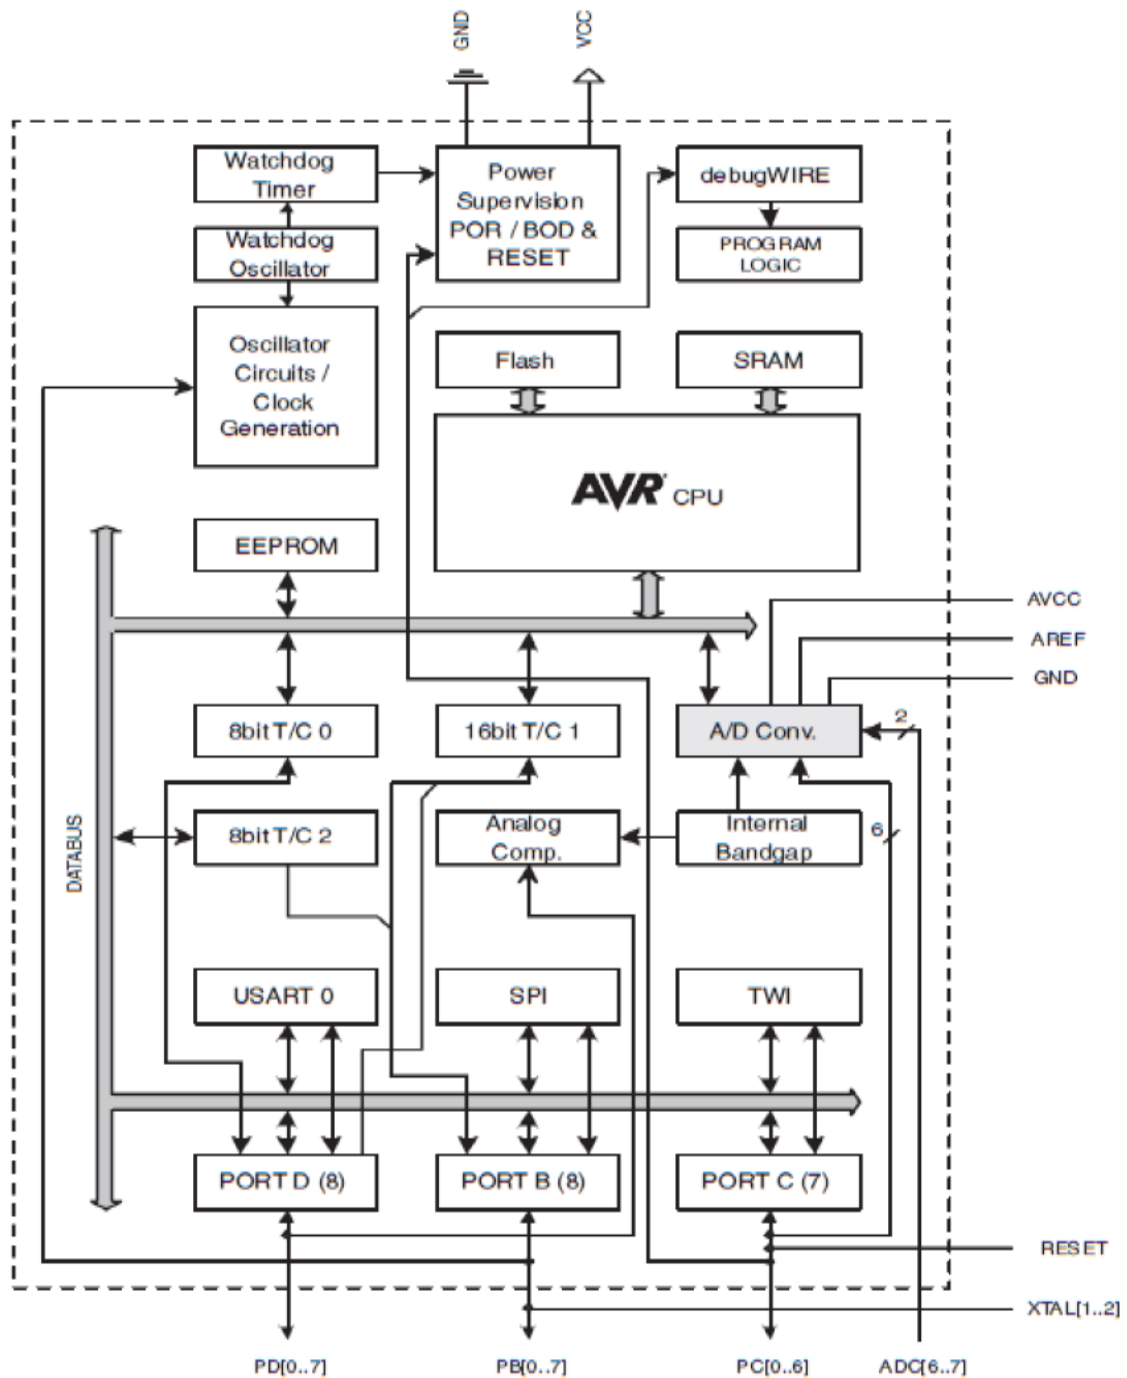 GND
VCC
Watchdog
Timer
Power
Supervision
POR / BOD &
RESET
debugWIRE
Watchdog
Oscillator
PROGRAM
LOGIC
Oscillator
Circuits /
Clock
Generation
Flash
SRAM
AVR CPU
EEPROM
AVCC
AREF
GND
8bit T/C 0
16bit T/C 1
A/D Conv.
2
DATABUS
8bit T/C 2
Analog
Comp.
Internal
Bandgap
6
USART 0
SPI
TWI
PORT D (8)
PORT B (8)
PORT C (7)
RESET
XTAL[1..2]
PD[0..7]
PB[0..7]
PC[0..6]
ADC[6..7]